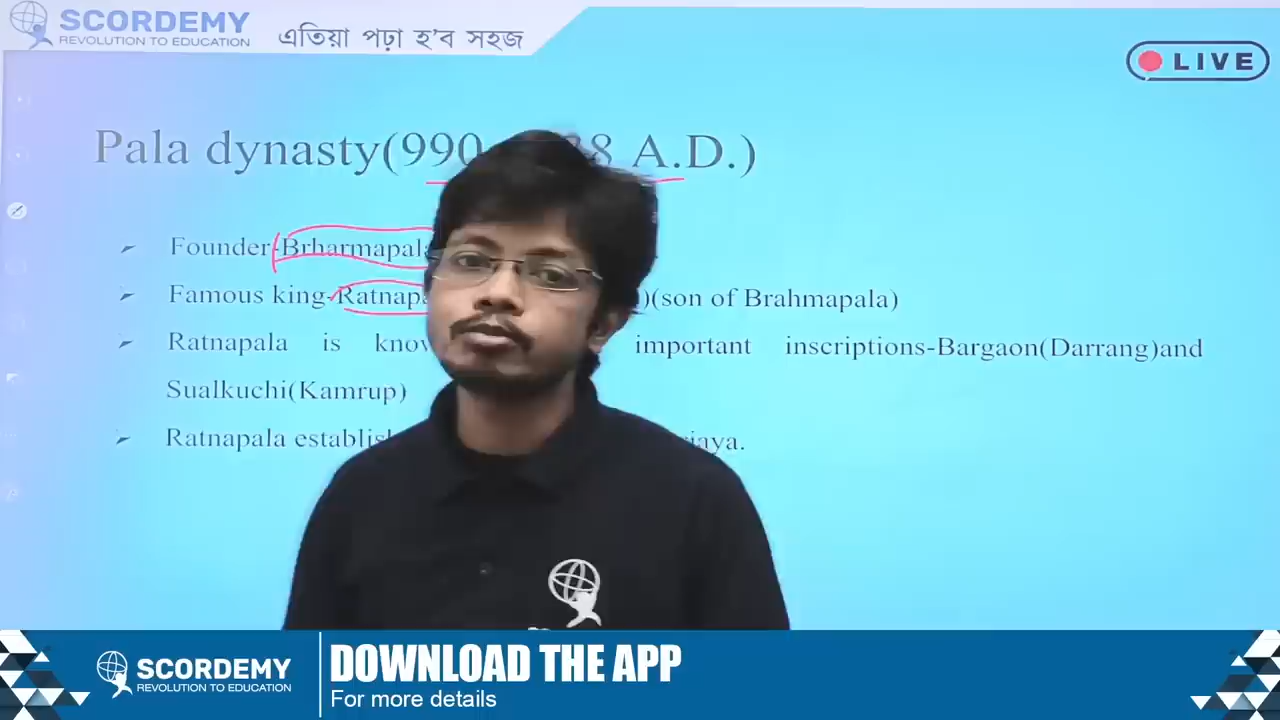 SCORDEMY
REVOLUTION TO EDUCATION
এতিয়া পঢ়া হ'ব সহজ
LIVE
Pala dynasty(990 A.D.)
Founder-Brharmapala
Famous king- )(son of Brahmapala)
Ratnapala is important inscriptions-Bargaon(Darrang)and
Sualkuchi(Kamrup)
Ratnapala
SCORDEMY
REVOLUTION TO EDUCATION
DOWNLOAD THE APP
For more details